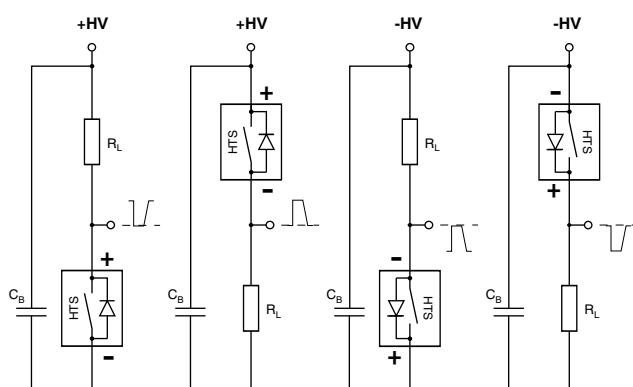 +HV
+HV
-HV
-HV
+
-
HTS
HTS
R_L
R_L
-
+
+
-
C_B
HTS
C_B
R_L
C_B
HTS
C_B
R_L
-
+